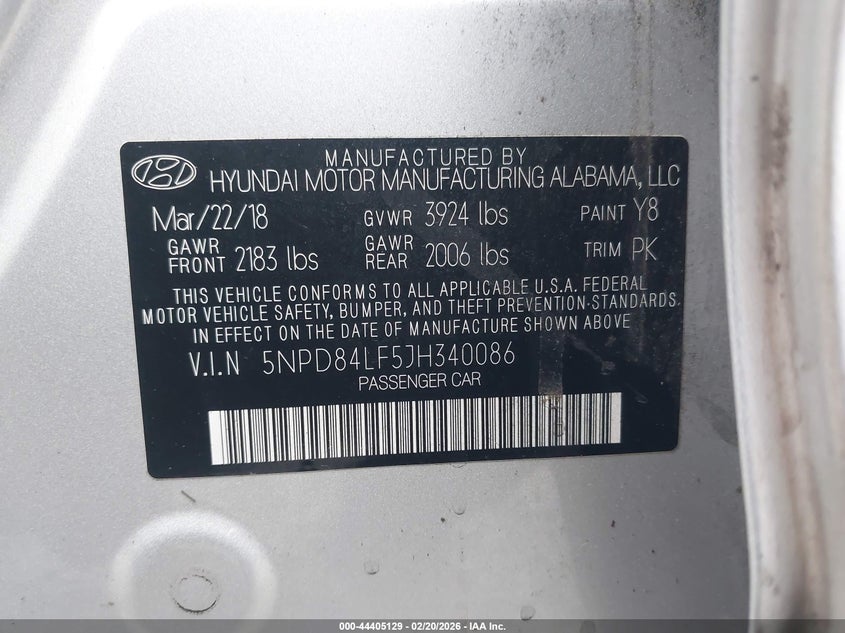 MANUFACTURED BY
HYUNDAI MOTOR MANUFACTURING ALABAMA, LLC
Mar/22/18 GVWR 3924 lbs PAINT Y8
GAWR FRONT 2183 lbs GAWR REAR 2006 lbs TRIM PK
THIS VEHICLE CONFORMS TO ALL APPLICABLE U.S.A. FEDERAL
MOTOR VEHICLE SAFETY, BUMPER, AND THEFT PREVENTION STANDARDS
IN EFFECT ON THE DATE OF MANUFACTURE SHOWN ABOVE
V.I.N 5NPD84LF5JH340086
PASSENGER CAR
000-44405129 — 02/20/2026 — IAA Inc.